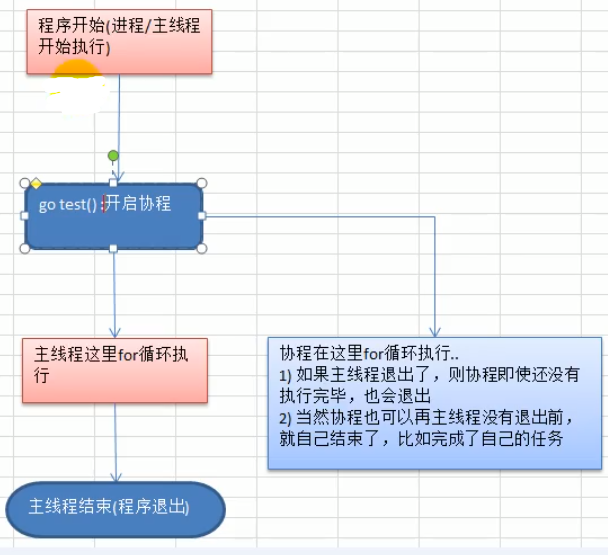 程序开始(进程/主线程
开始执行)
go test() :开启协程
主线程这里for循环执
行
协程在这里for循环执行..
1) 如果主线程退出了，则协程即使还没有
执行完毕，也会退出
2) 当然协程也可以再主线程没有退出前，
就自己结束了，比如完成了自己的任务
主线程结束(程序退出)